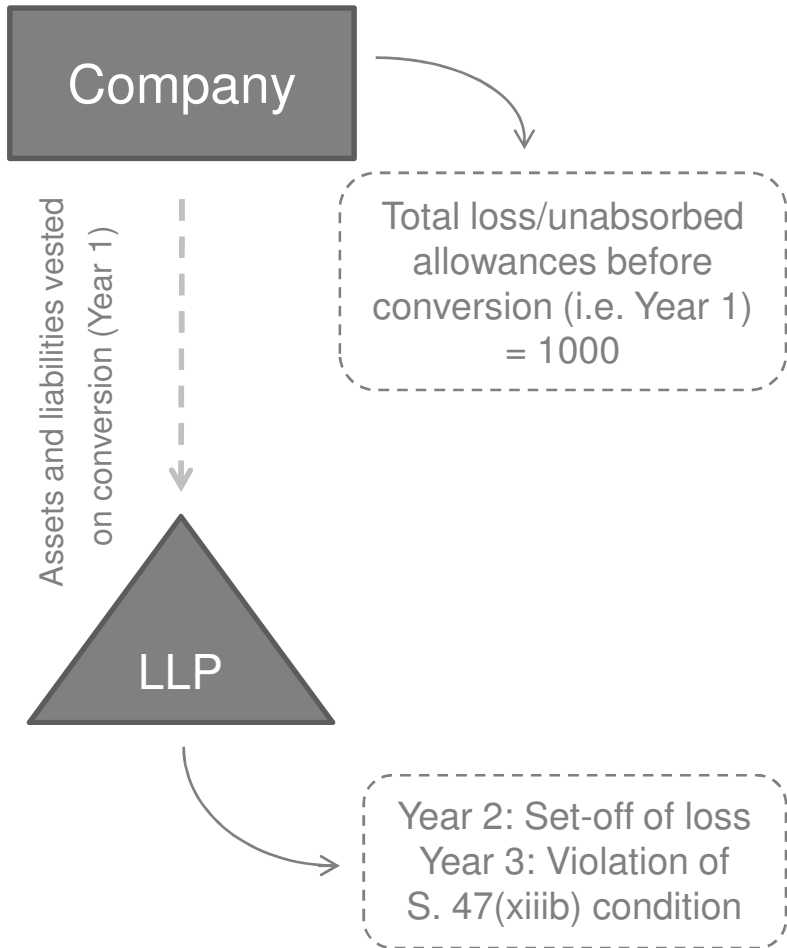 Company
Total loss/unabsorbed
allowances before
conversion (i.e. Year 1)
= 1000
Assets and liabilities vested
on conversion (Year 1)
LLP
Year 2: Set-off of loss
Year 3: Violation of
S. 47(xiiib) condition